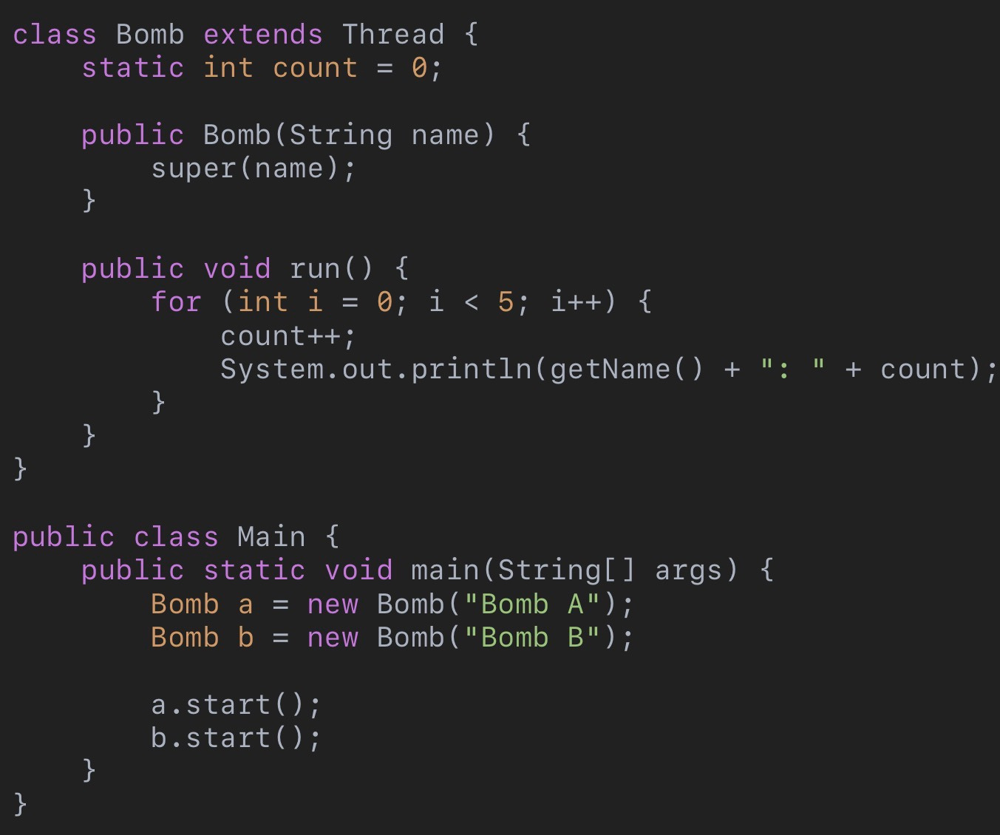 class Bomb extends Thread {
    static int count = 0;

    public Bomb(String name) {
        super(name);
    }

    public void run() {
        for (int i = 0; i < 5; i++) {
            count++;
            System.out.println(getName() + ": " + count);
        }
    }
}

public class Main {
    public static void main(String[] args) {
        Bomb a = new Bomb("Bomb A");
        Bomb b = new Bomb("Bomb B");

        a.start();
        b.start();
    }
}